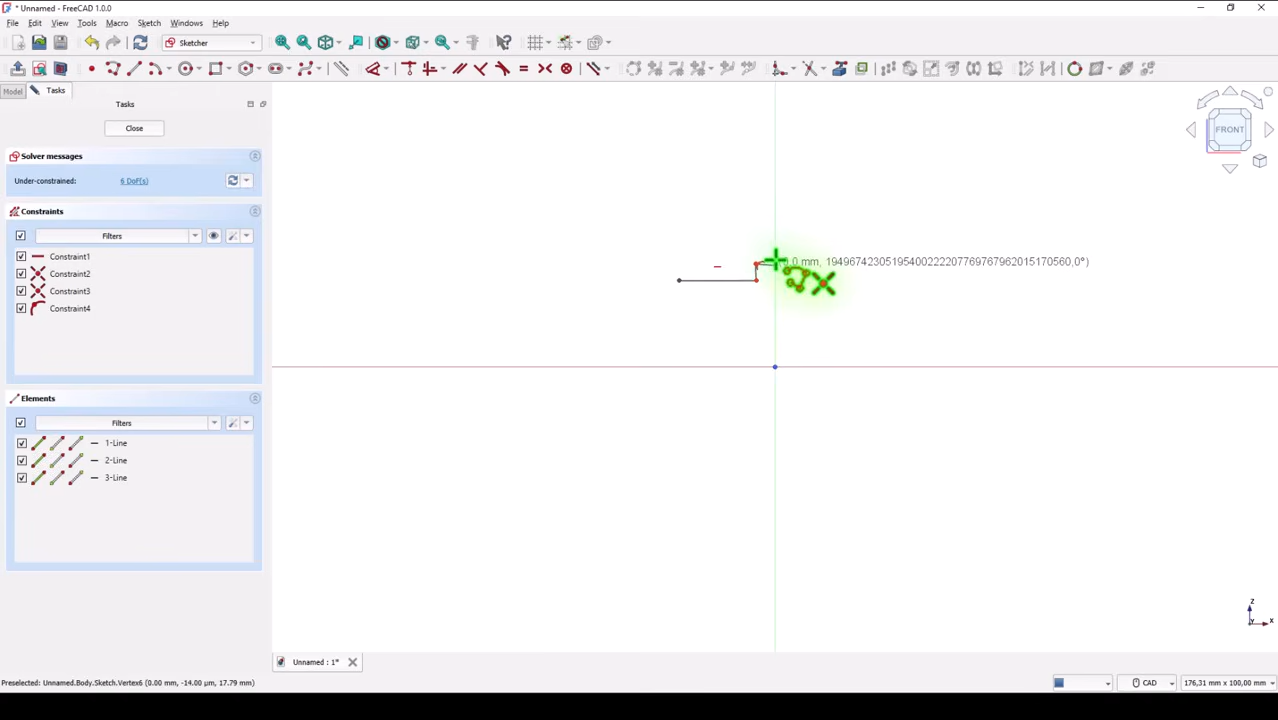 * Unnamed - FreeCAD 1.0.0
File Edit View Tools Macro Sketch Windows Help
Sketcher
Model Tasks
Tasks
Close
Solver messages
Under-constrained: 6 DoF(s)
Constraints
Filters
Constraint1
Constraint2
Constraint3
Constraint4
Elements
Filters
1-Line
2-Line
3-Line
FRONT
Z
Y
X
Unnamed : 1*
Preselected: Unnamed.Body.Sketch.Vertex6 (0.00 mm, -14.00 µm, 17.79 mm)
CAD
176,31 mm x 100,00 mm